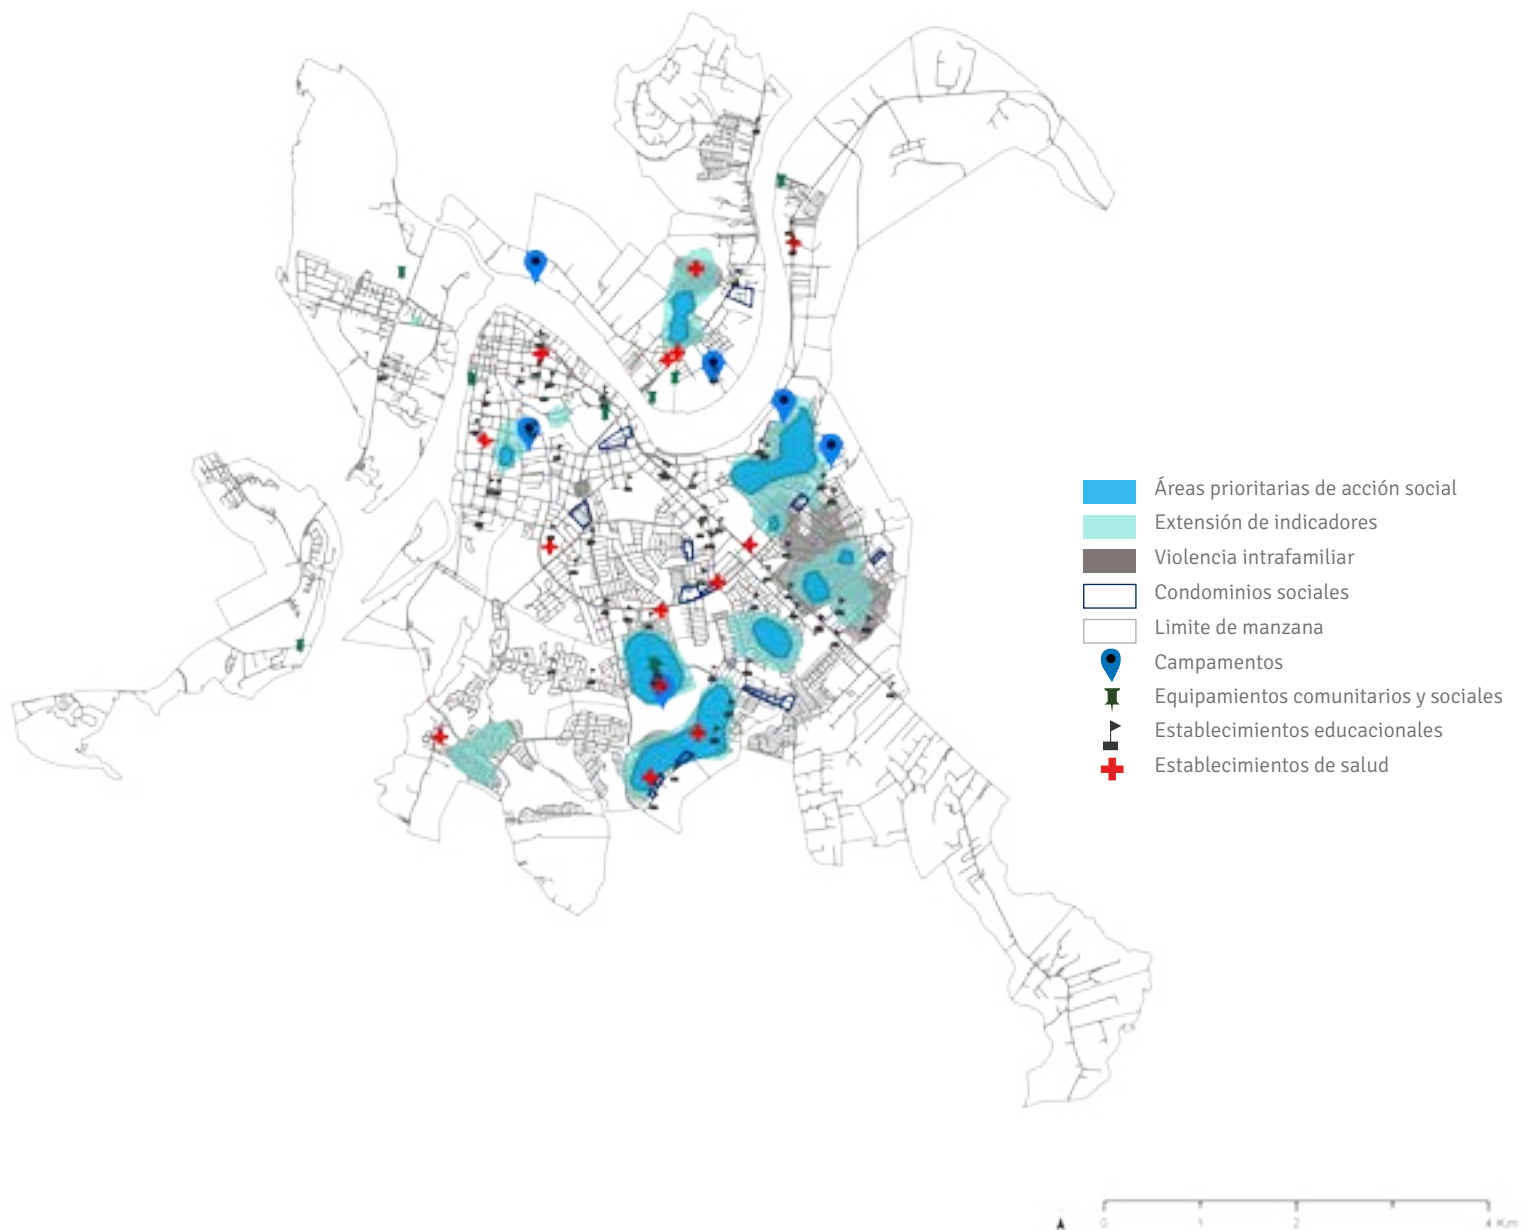 Áreas prioritarias de acción social
Extensión de indicadores
Violencia intrafamiliar
Condominios sociales
Limite de manzana
Campamentos
Equipamientos comunitarios y sociales
Establecimientos educacionales
Establecimientos de salud
0 1 2 4 Km